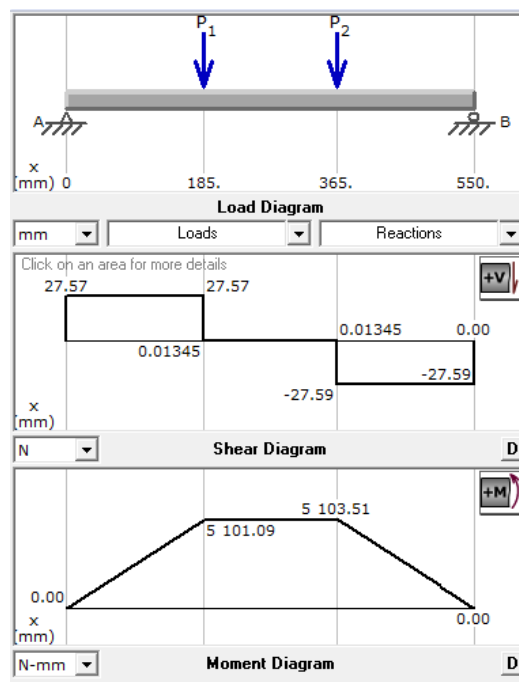 P1 P2
A B
x
(mm) 0 185. 365. 550.
Load Diagram
mm Loads Reactions
Click on an area for more details
27.57 27.57 +V
0.01345 0.01345 0.00
-27.59 -27.59
x
(mm)
N Shear Diagram D
5 103.51 +M
5 101.09
0.00 0.00
x
(mm)
N-mm Moment Diagram D